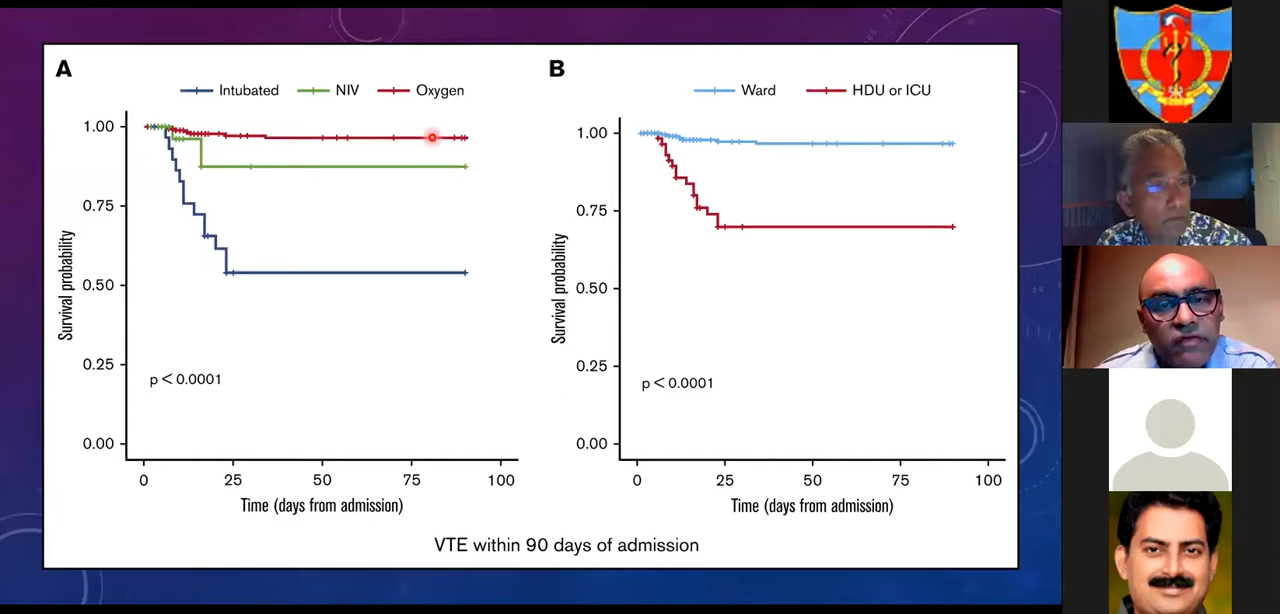 A
Intubated NIV Oxygen
1.00
0.75
0.50
0.25
0.00
Survival probability
p < 0.0001
0 25 50 75 100
Time (days from admission)
B
Ward HDU or ICU
1.00
0.75
0.50
0.25
0.00
Survival probability
p < 0.0001
0 25 50 75 100
Time (days from admission)
VTE within 90 days of admission